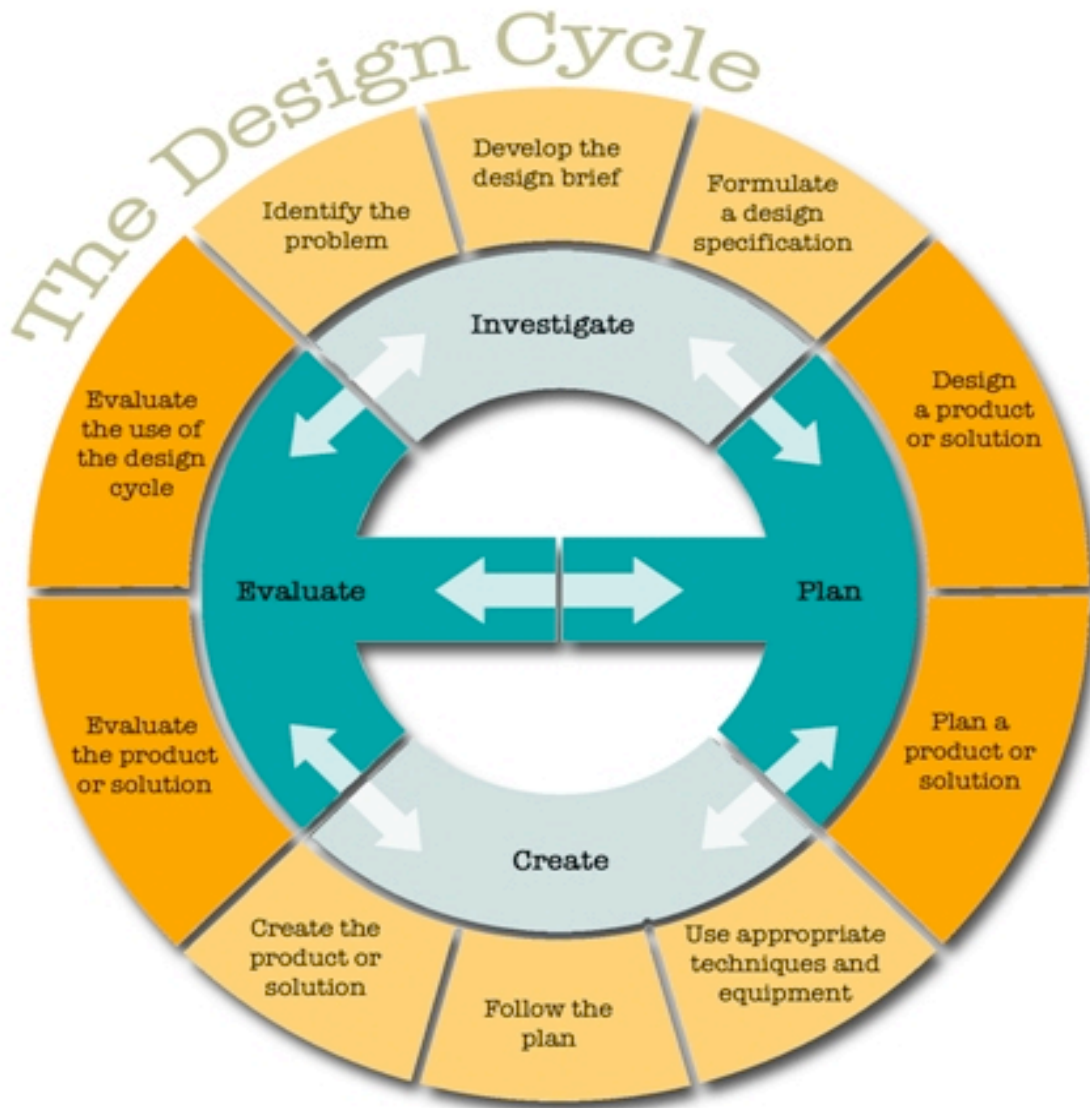 The Design Cycle
Identify the
problem
Develop the
design brief
Formulate
a design
specification
Investigate
Design
a product
or solution
Plan a
product or
solution
Plan
Use appropriate
techniques and
equipment
Follow the
plan
Create the
product or
solution
Create
Evaluate
the product
or solution
Evaluate
the use of
the design
cycle
Evaluate